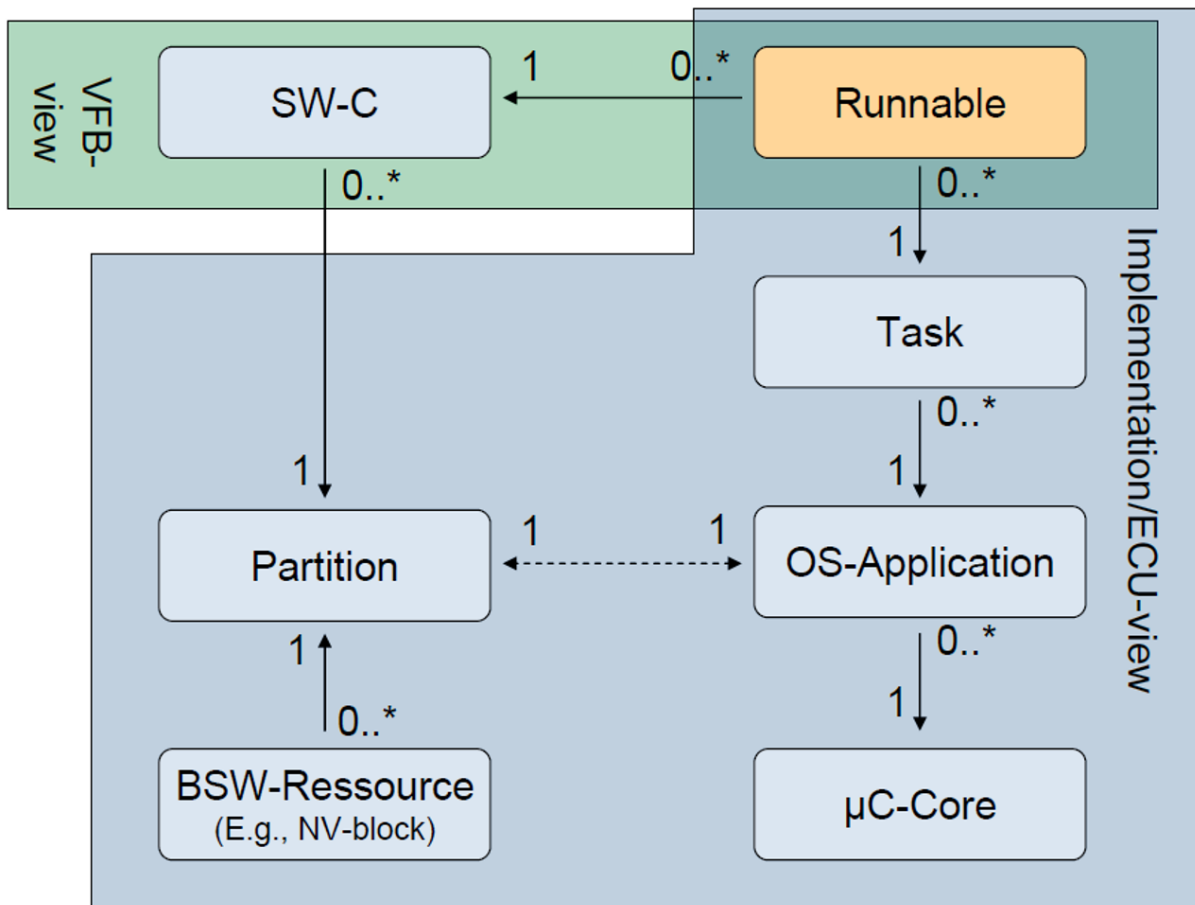 VFB-
view
SW-C
1
0..*
Runnable
0..*
0..*
1
Task
0..*
1
1
Partition
1
1
OS-Application
1
0..*
0..*
1
BSW-Ressource
(E.g., NV-block)
µC-Core
Implementation/ECU-view